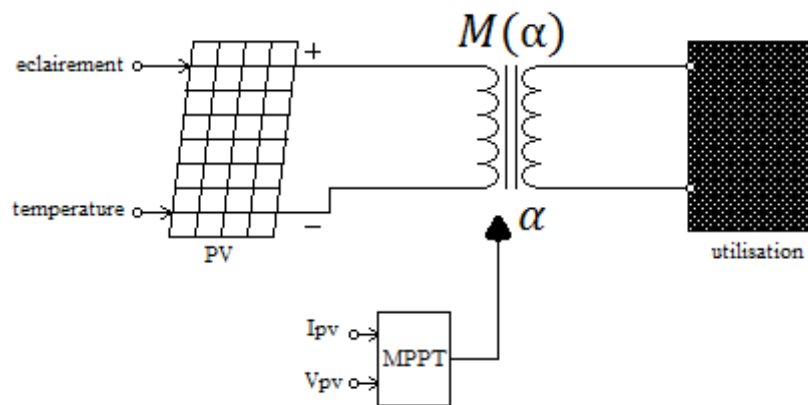 M(α)
eclairement
+
temperature
−
α
PV
utilisation
Ipv
MPPT
Vpv